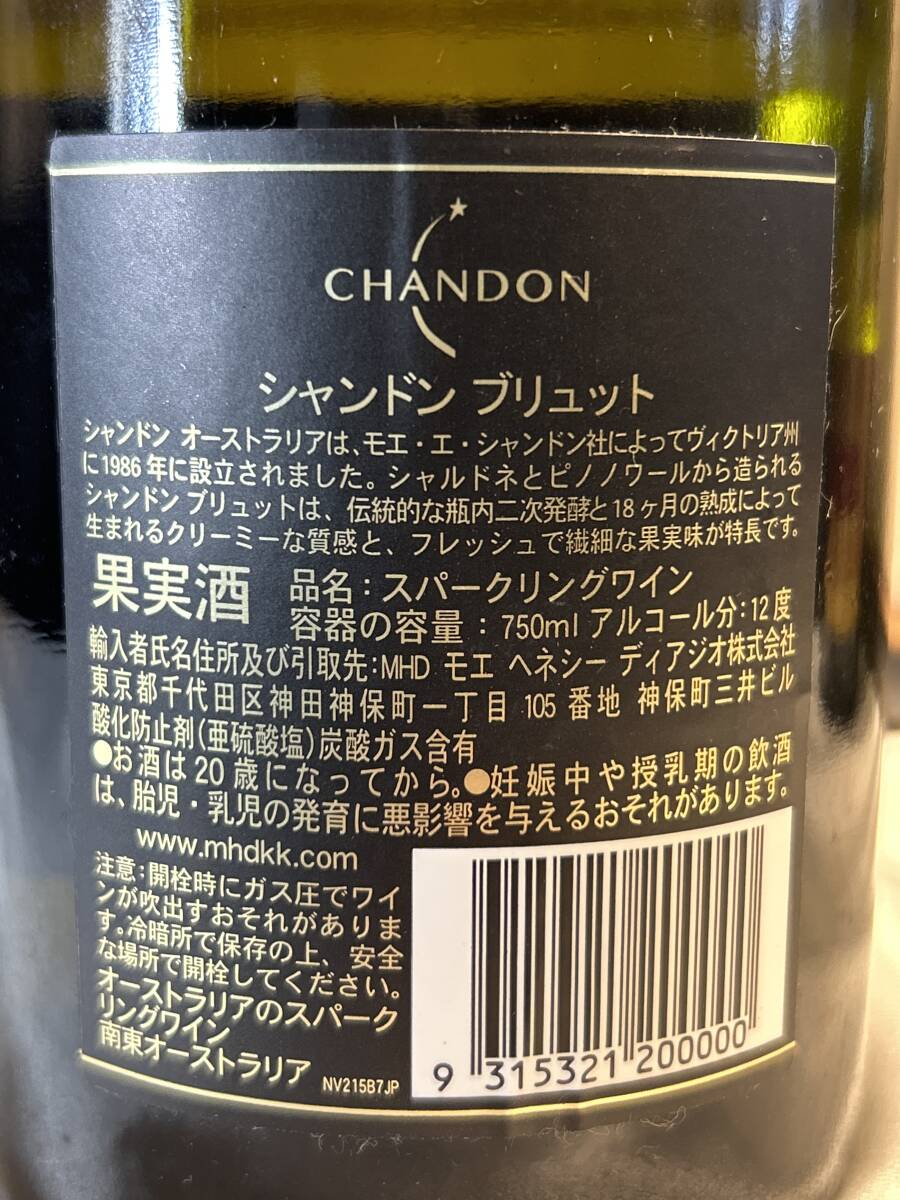 CHANDON
シャンドン ブリュット
シャンドン オーストラリアは、モエ・エ・シャンドン社によってヴィクトリア州
に1986年に設立されました。シャルドネとピノノワールから造られる
シャンドン ブリュットは、伝統的な瓶内二次発酵と18ヶ月の熟成によって
生まれるクリーミーな質感と、フレッシュで繊細な果実味が特長です。
果実酒 品名：スパークリングワイン
容器の容量：750ml アルコール分：12度
輸入者氏名住所及び引取先：MHD モエ ヘネシー ディアジオ株式会社
東京都千代田区神田神保町一丁目 105 番地 神保町三井ビル
酸化防止剤(亜硫酸塩)炭酸ガス含有
●お酒は20歳になってから。●妊娠中や授乳期の飲酒
は、胎児・乳児の発育に悪影響を与えるおそれがあります。
www.mhdkk.com
注意：開栓時にガス圧でワイ
ンが吹出すおそれがありま
す。冷暗所で保存の上、安全
な場所で開栓してください。
オーストラリアのスパーク
リングワイン
南東オーストラリア
NV215B7JP
9 315321 200000